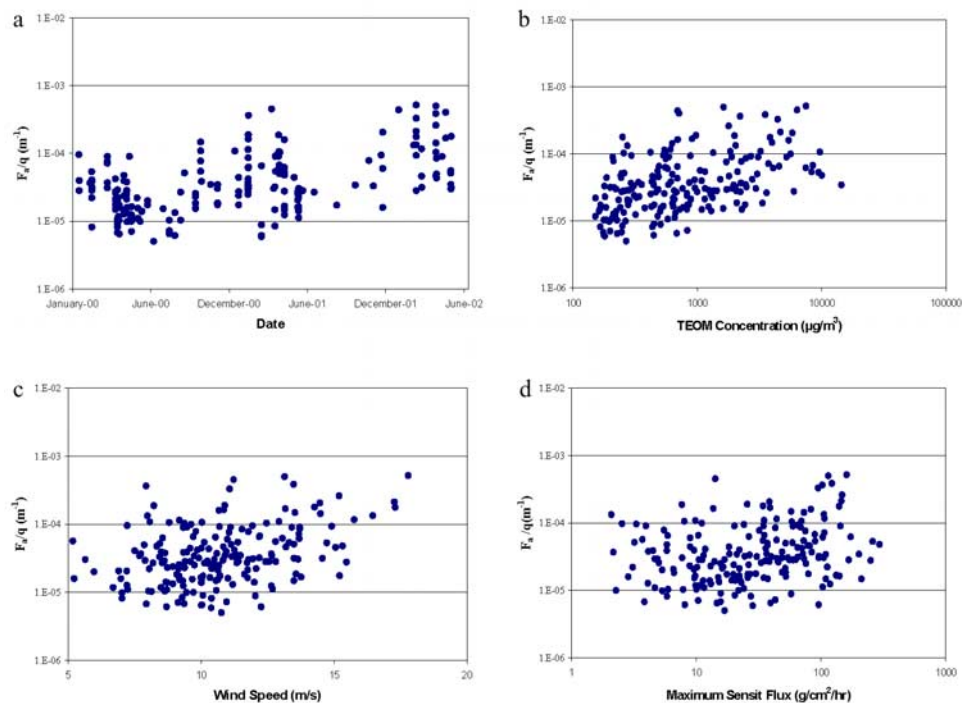 a
1.E-02
1.E-03
1.E-04
1.E-05
1.E-06
Fa/q (m-1)
January-00 June-00 December-00 June-01 December-01 June-02
Date
b
1.E-02
1.E-03
1.E-04
1.E-05
1.E-06
Fa/q (m-1)
100 1000 10000 100000
TEOM Concentration (µg/m3)
c
1.E-02
1.E-03
1.E-04
1.E-05
1.E-06
Fa/q (m-1)
5 10 15 20
Wind Speed (m/s)
d
1.E-02
1.E-03
1.E-04
1.E-05
1.E-06
Fa /q(m-1)
1 10 100 1000
Maximum Sensit Flux (g/cm2/hr)